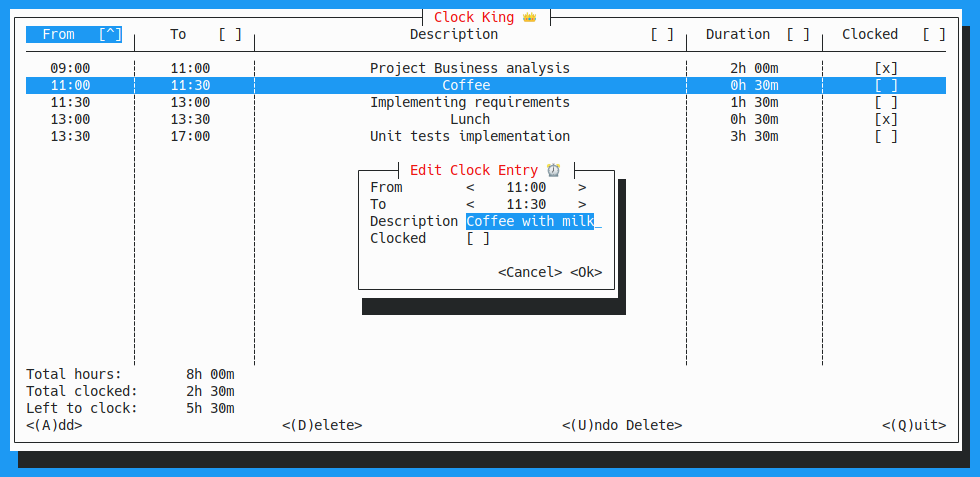 Clock King 👑
From [^] To [ ] Description [ ] Duration [ ] Clocked [ ]
09:00 11:00 Project Business analysis 2h 00m [x]
11:00 11:30 Coffee 0h 30m [ ]
11:30 13:00 Implementing requirements 1h 30m [ ]
13:00 13:30 Lunch 0h 30m [x]
13:30 17:00 Unit tests implementation 3h 30m [ ]
Edit Clock Entry ⏰
From < 11:00 >
To < 11:30 >
Description Coffee with milk_
Clocked [ ]
<Cancel> <Ok>
Total hours: 8h 00m
Total clocked: 2h 30m
Left to clock: 5h 30m
<(A)dd> <(D)elete> <(U)ndo Delete> <(Q)uit>